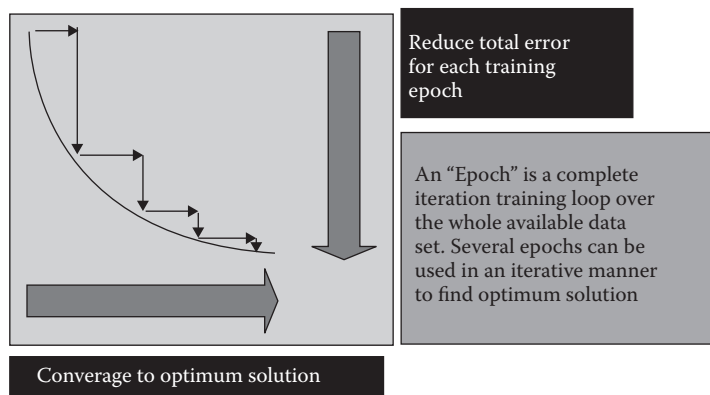 Reduce total error
for each training
epoch
An “Epoch” is a complete
iteration training loop over
the whole available data
set. Several epochs can be
used in an iterative manner
to find optimum solution
Converage to optimum solution